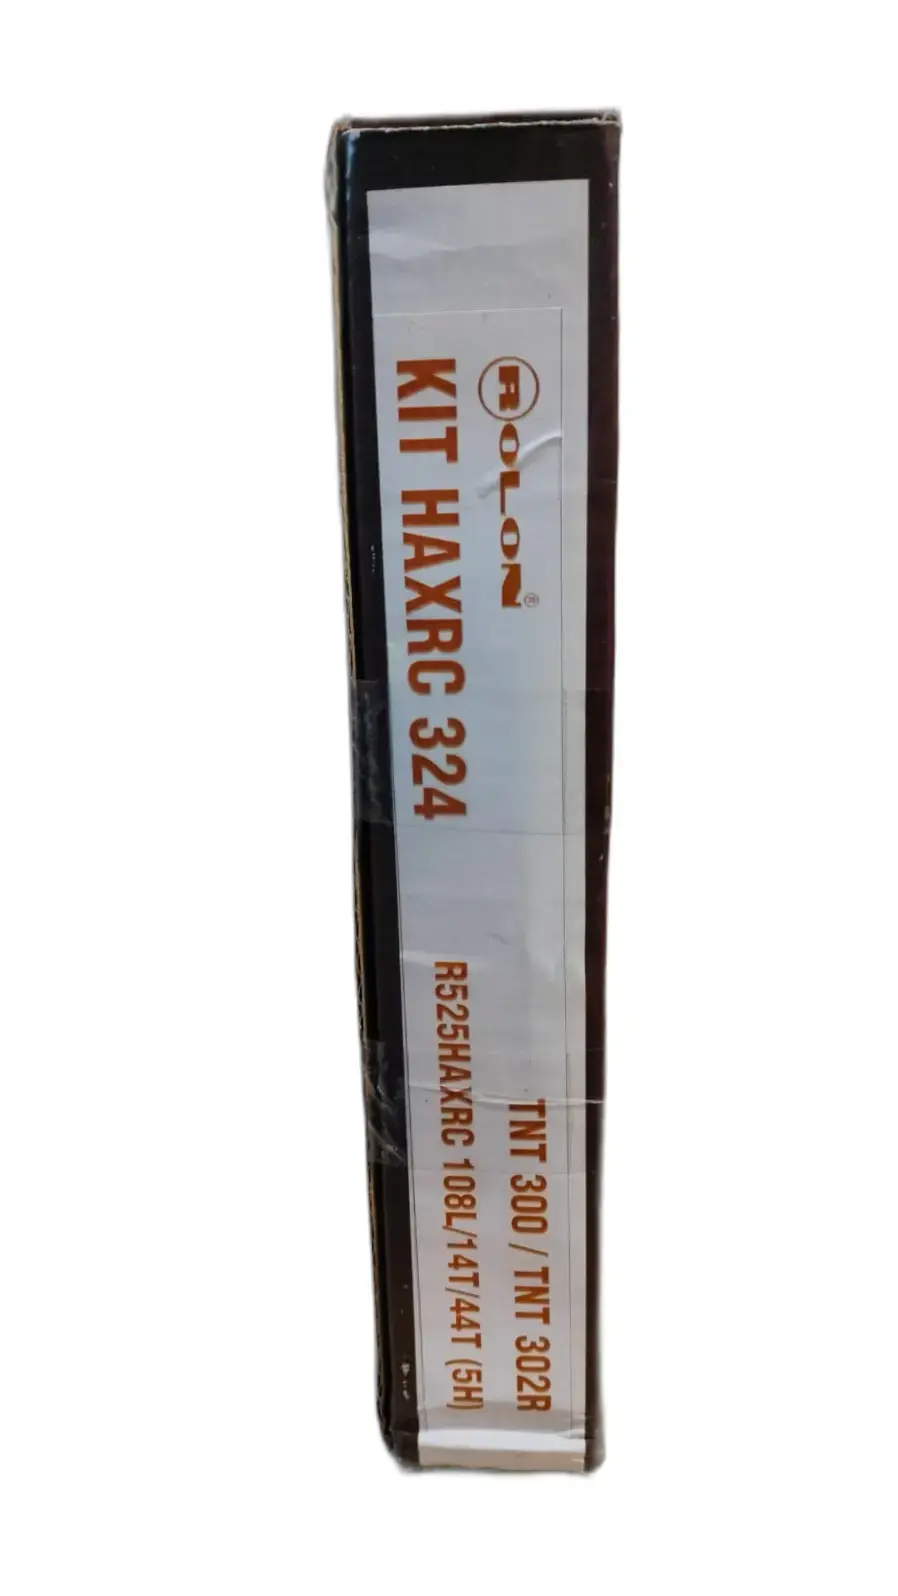 ROLON®
KIT HAXRC 324
TNT 300 / TNT 302R
R525HAXRC 108L/14T/44T (5H)